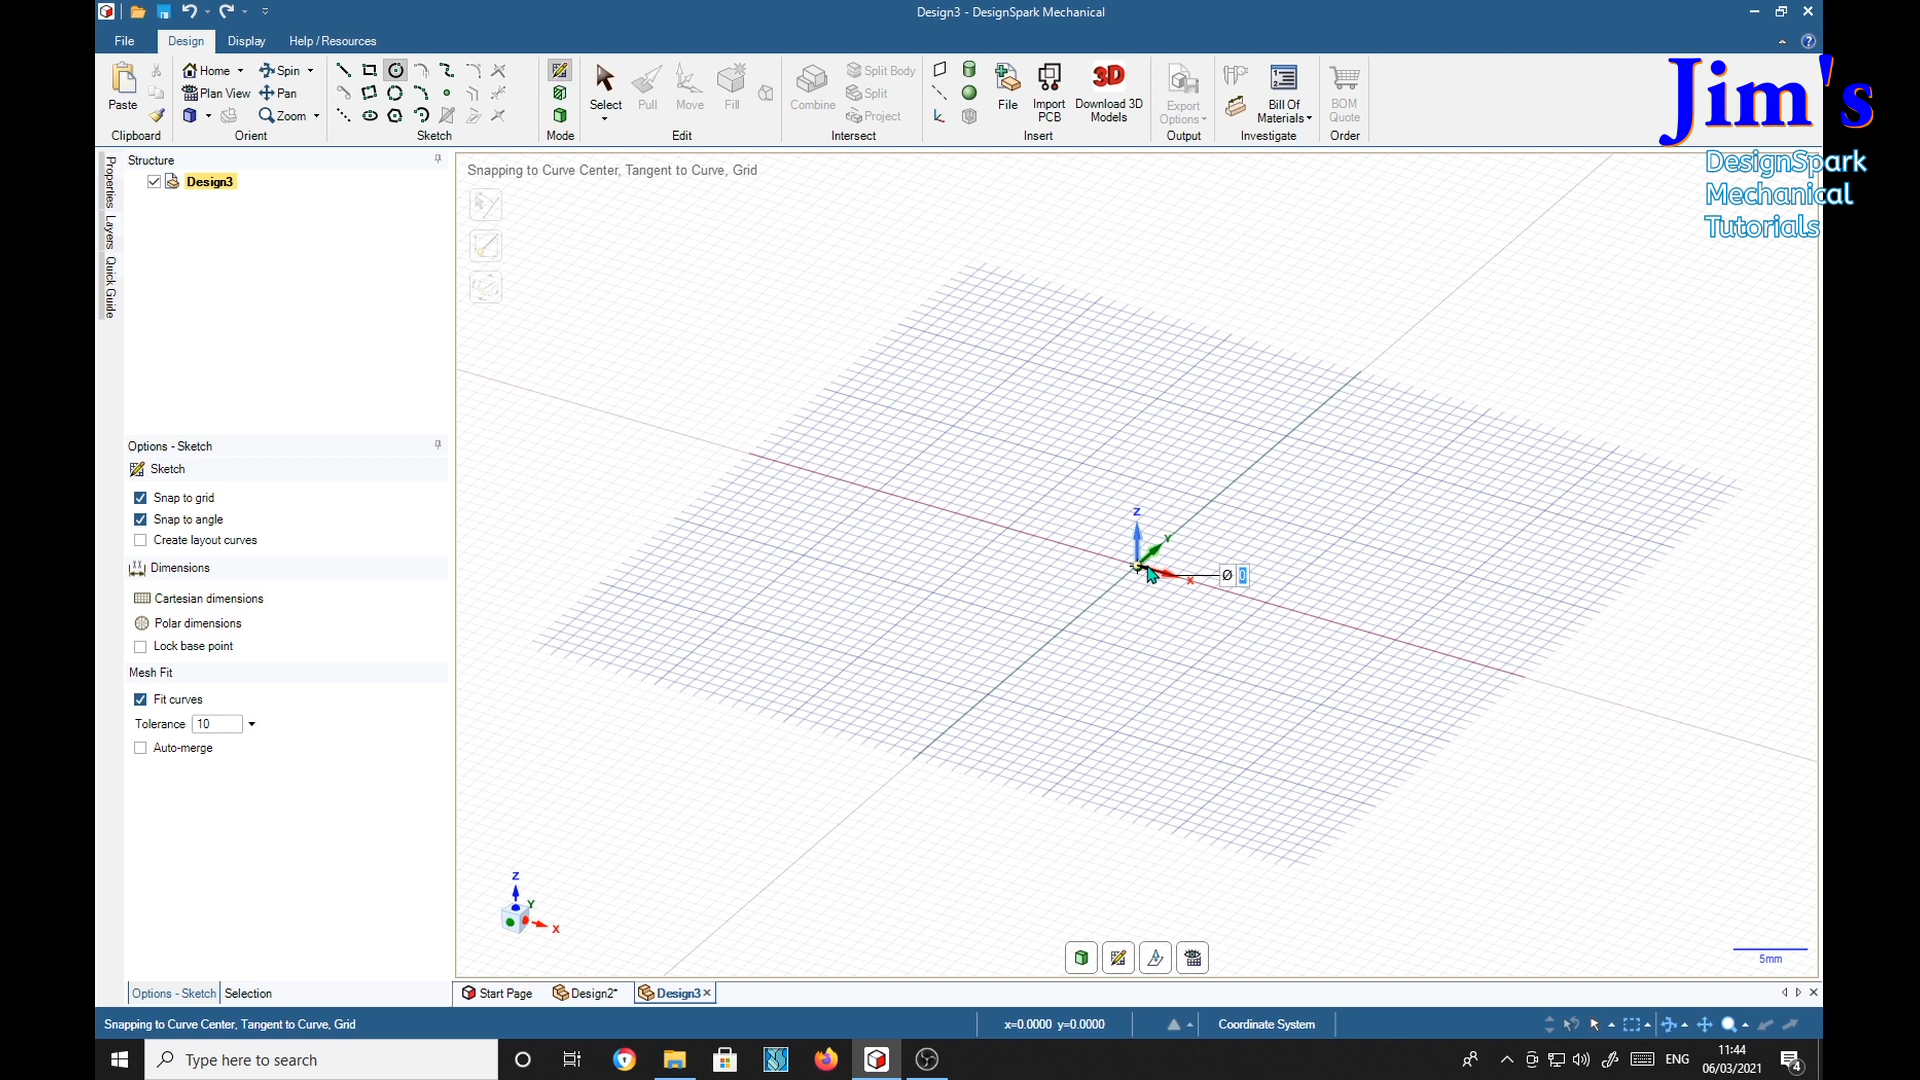 Design3 - DesignSpark Mechanical
File Design Display Help / Resources
Paste
Home Spin
Plan View Pan
Zoom
Select Pull Move Fill
Combine
Split Body
Split
Project
File
Import PCB
Download 3D Models
Export Options
Bill Of Materials
BOM Quote
Clipboard Orient Sketch Mode Edit Intersect Insert Output Investigate Order
Jim's
DesignSpark
Mechanical
Tutorials
Properties
Layers
Quick Guide
Structure
Design3
Snapping to Curve Center, Tangent to Curve, Grid
Options - Sketch
Sketch
Snap to grid
Snap to angle
Create layout curves
Dimensions
Cartesian dimensions
Polar dimensions
Lock base point
Mesh Fit
Fit curves
Tolerance 10
Auto-merge
Z
Y
X
Ø 0
Z
Y
X
5mm
Options - Sketch Selection
Start Page Design2* Design3
Snapping to Curve Center, Tangent to Curve, Grid
x=0.0000 y=0.0000
Coordinate System
Type here to search
ENG
11:44
06/03/2021
4